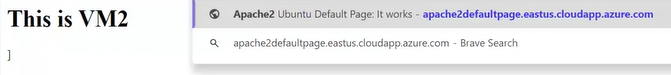 This is VM2
]
Apache2 Ubuntu Default Page: It works - apache2defaultpage.eastus.cloudapp.azure.com
apache2defaultpage.eastus.cloudapp.azure.com - Brave Search